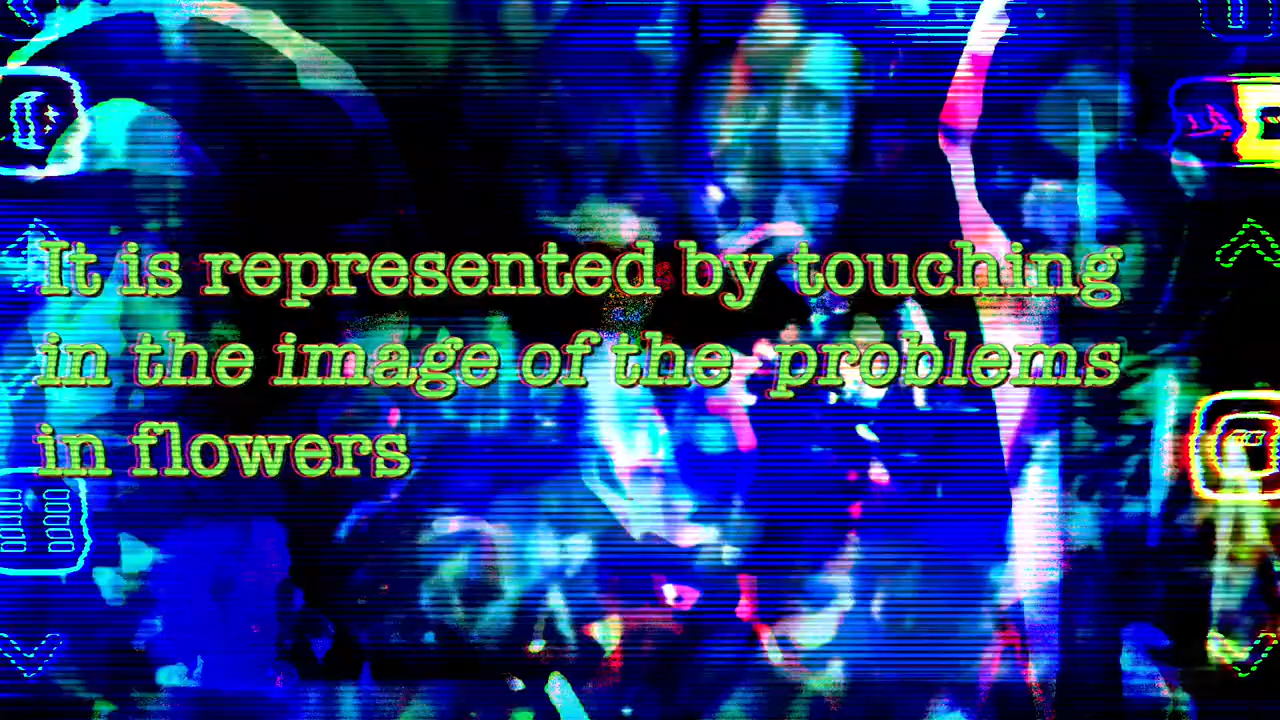 It is represented by touching
in the image of the problems
in flowers